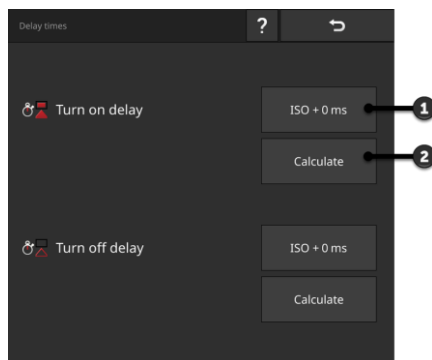 Delay times
?
Turn on delay
ISO + 0 ms
1
Calculate
2
Turn off delay
ISO + 0 ms
Calculate